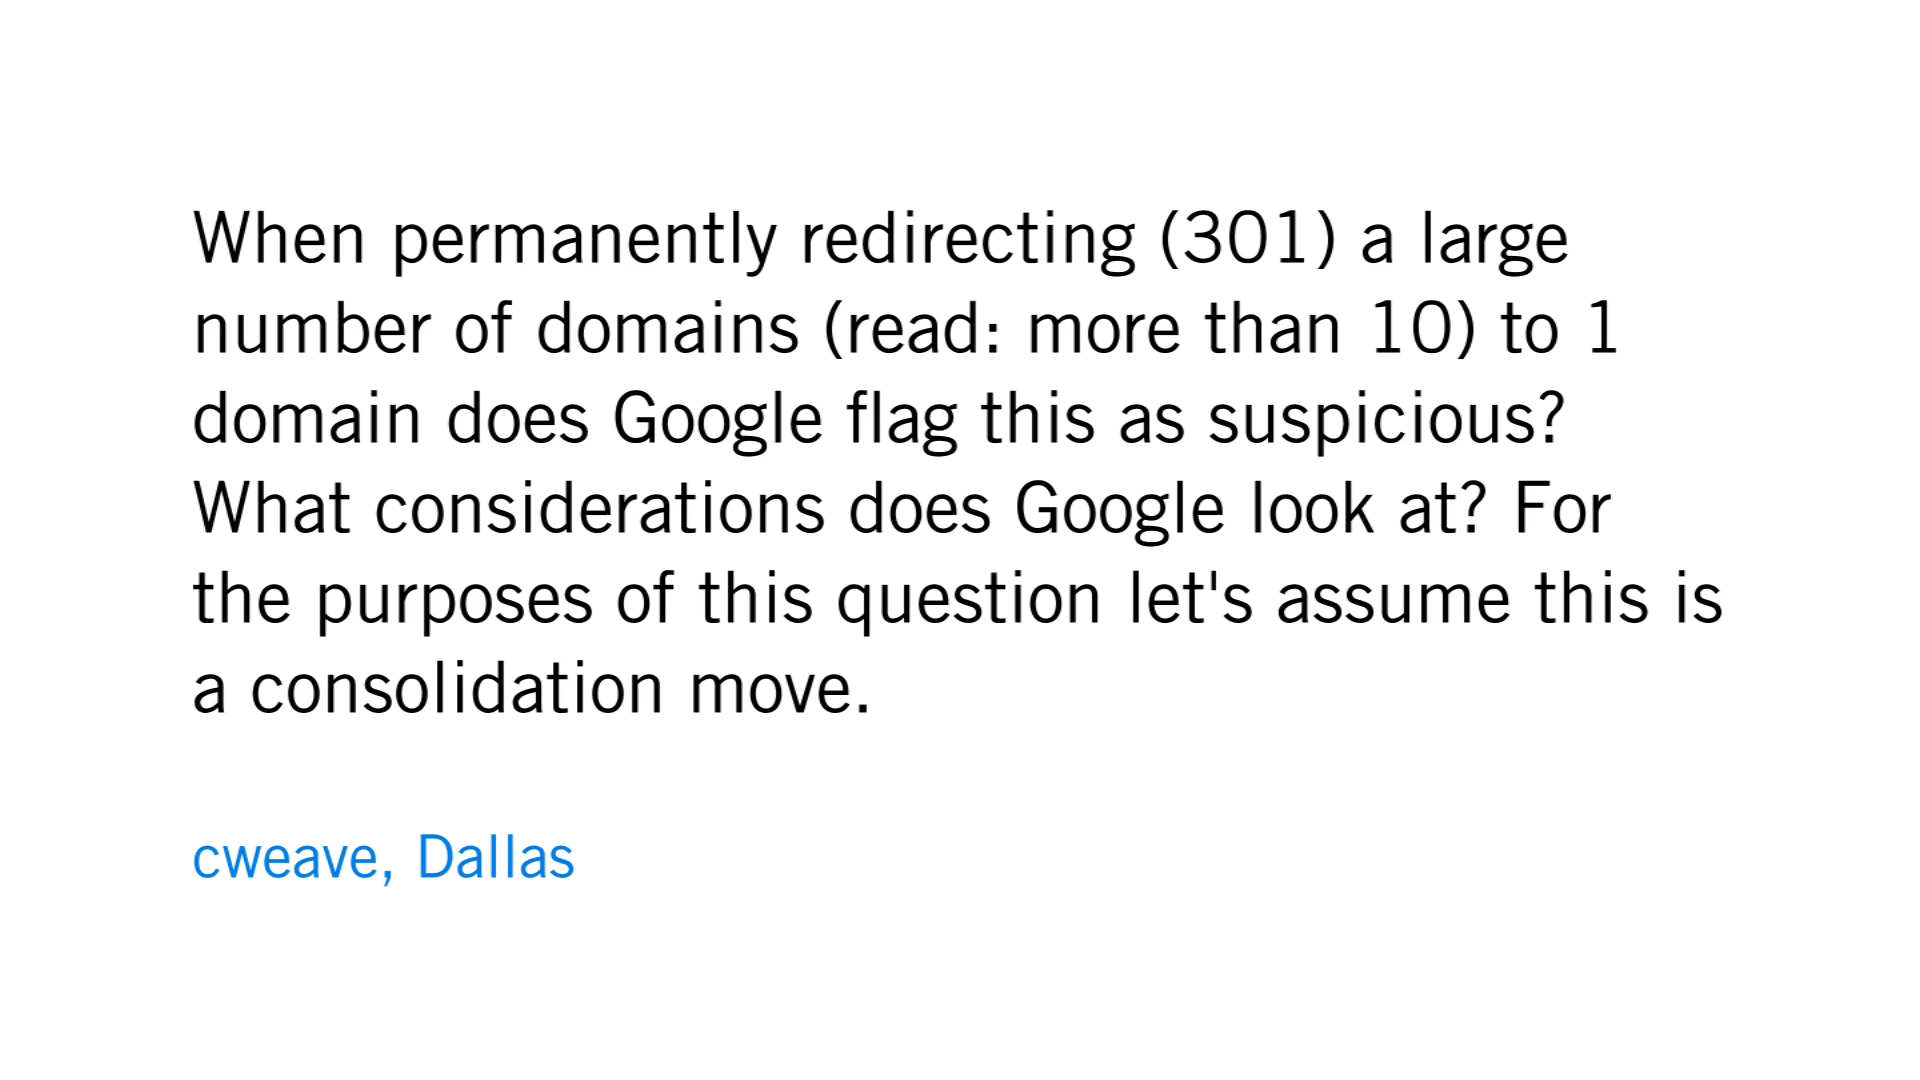 When permanently redirecting (301) a large
number of domains (read: more than 10) to 1
domain does Google flag this as suspicious?
What considerations does Google look at? For
the purposes of this question let's assume this is
a consolidation move.
cweave, Dallas